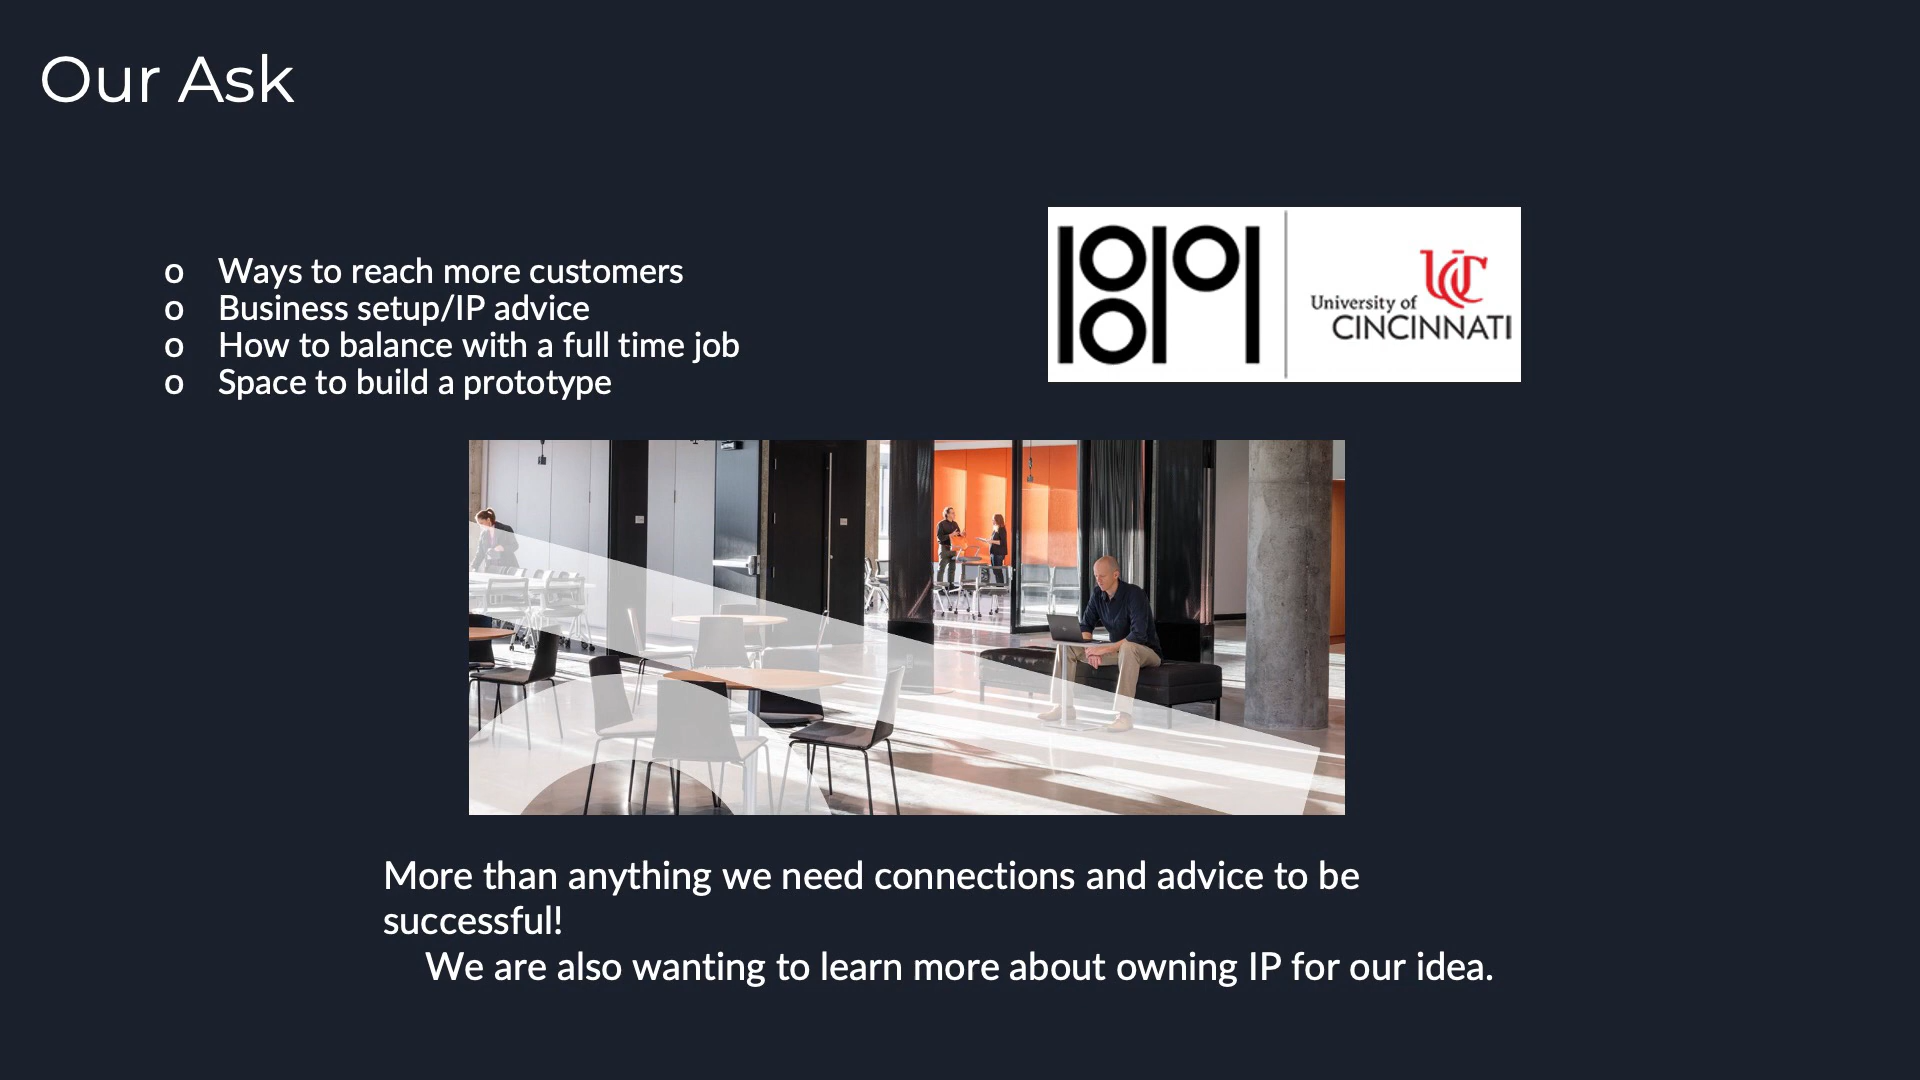 Our Ask
o Ways to reach more customers
o Business setup/IP advice
o How to balance with a full time job
o Space to build a prototype
1819
UC
University of
CINCINNATI
More than anything we need connections and advice to be
successful!
We are also wanting to learn more about owning IP for our idea.